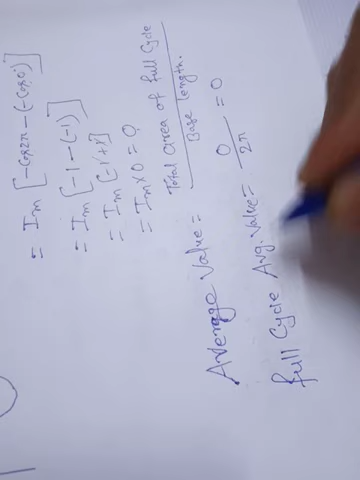 = Im [-Cos2π - (-Cos0°)]
= Im [-1 - (-1)]
= Im [-1+1]
= Im × 0 = 0
Average Value = Total area of full Cycle / Base length.
full Cycle Avg. Value = 0 / 2π = 0